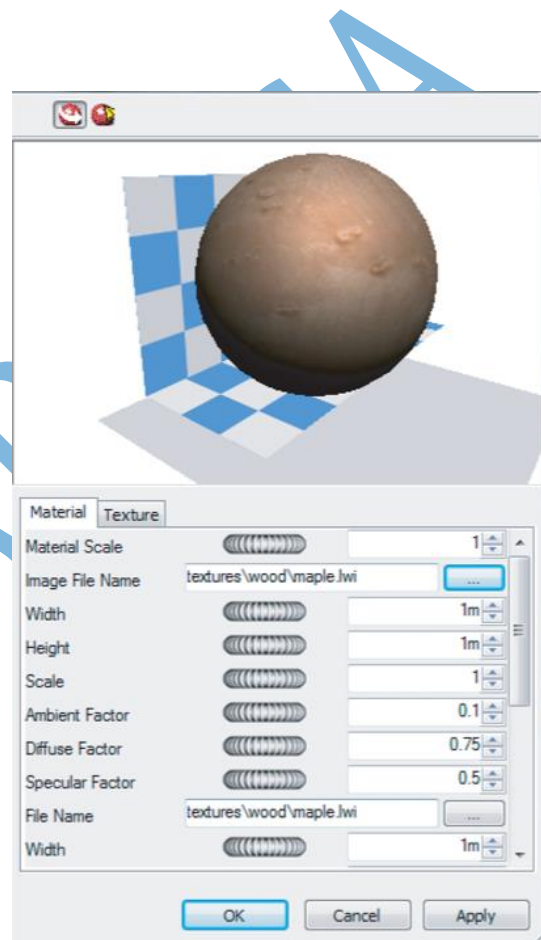 Material Texture
Material Scale 1
Image File Name textures\wood\maple.lwi ...
Width 1m
Height 1m
Scale 1
Ambient Factor 0.1
Diffuse Factor 0.75
Specular Factor 0.5
File Name textures\wood\maple.lwi ...
Width 1m
OK Cancel Apply